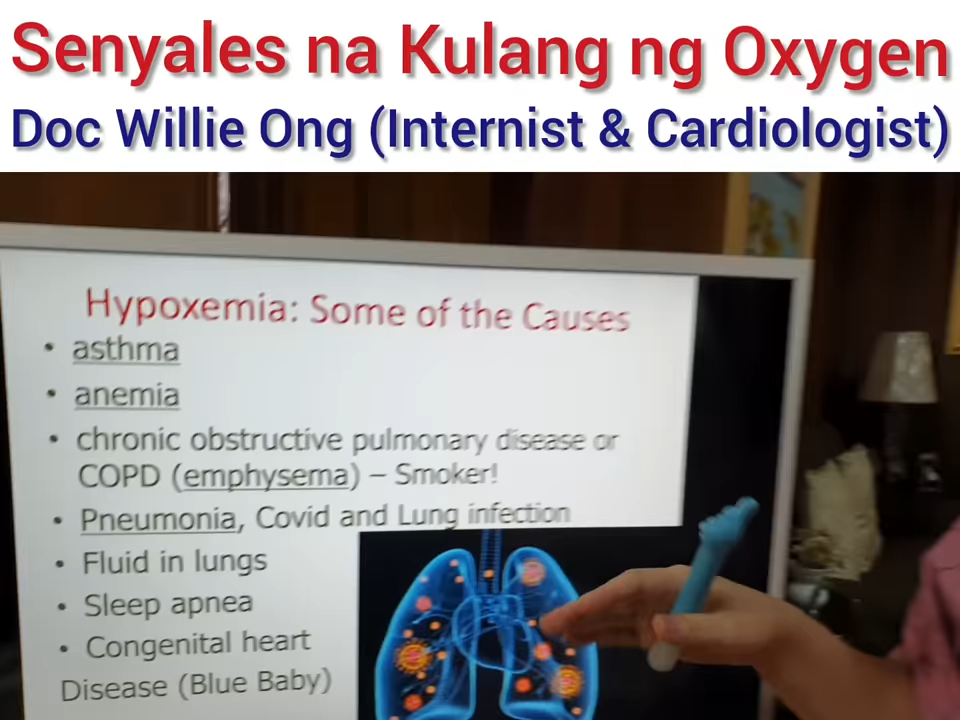 Senyales na Kulang ng Oxygen
Doc Willie Ong (Internist & Cardiologist)
Hypoxemia: Some of the Causes
• asthma
• anemia
• chronic obstructive pulmonary disease or
COPD (emphysema) – Smoker!
• Pneumonia, Covid and Lung infection
• Fluid in lungs
• Sleep apnea
• Congenital heart
Disease (Blue Baby)